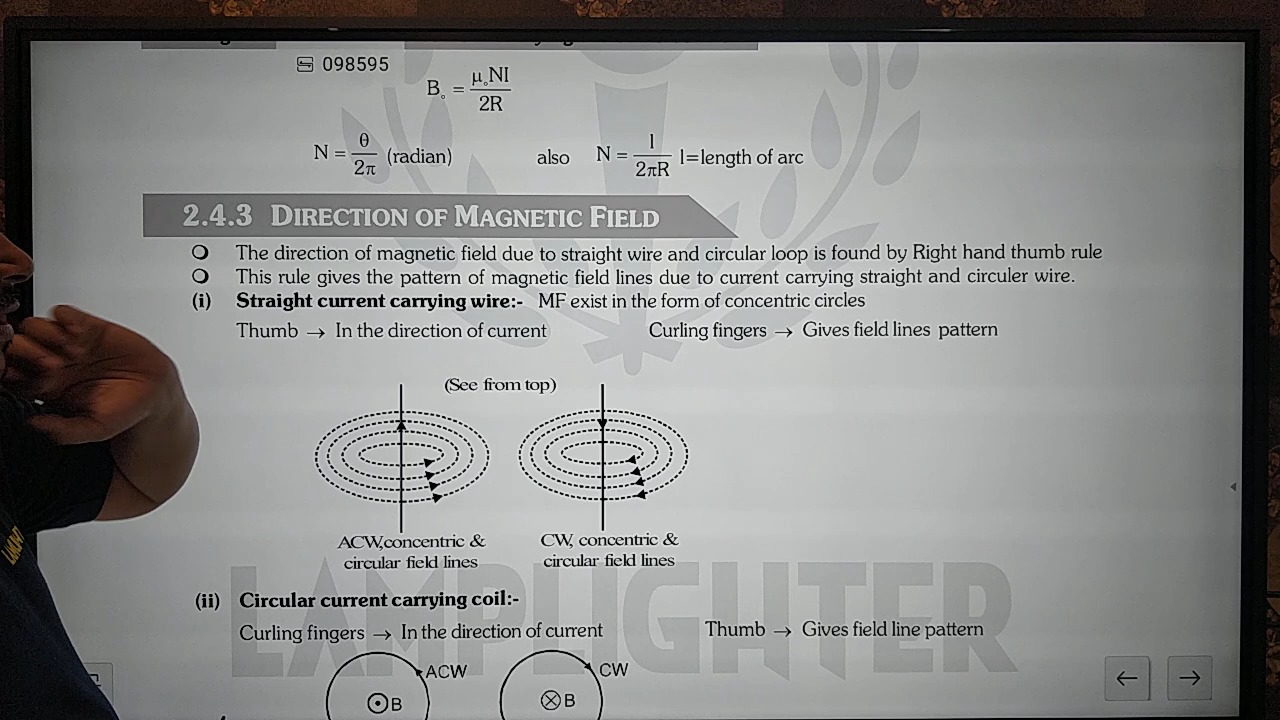 098595
B₀ = μ₀NI / 2R
N = θ / 2π (radian) also N = l / 2πR l=length of arc
2.4.3 DIRECTION OF MAGNETIC FIELD
The direction of magnetic field due to straight wire and circular loop is found by Right hand thumb rule
This rule gives the pattern of magnetic field lines due to current carrying straight and circuler wire.
(i) Straight current carrying wire:- MF exist in the form of concentric circles
Thumb → In the direction of current Curling fingers → Gives field lines pattern
(See from top)
ACW,concentric & CW, concentric &
circular field lines circular field lines
LAMPLIGHTER
(ii) Circular current carrying coil:-
Curling fingers → In the direction of current Thumb → Gives field line pattern
ACW CW
⊙B ⊗B